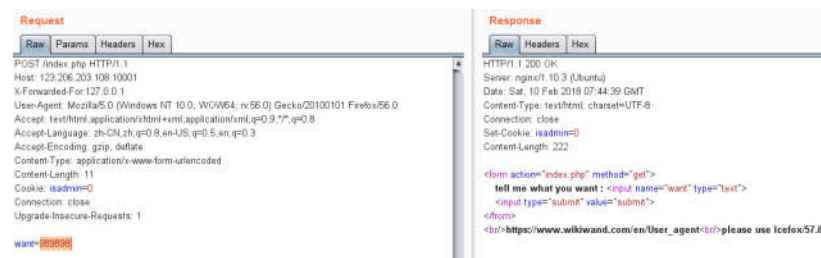 Request
Raw Params Headers Hex
POST /index.php HTTP/1.1
Host: 123.206.203.108:10001
X-Forwarded-For:127.0.0.1
User-Agent: Mozilla/5.0 (Windows NT 10.0; WOW64; rv:56.0) Gecko/20100101 Firefox/56.0
Accept: text/html,application/xhtml+xml,application/xml;q=0.9,*/*;q=0.8
Accept-Language: zh-CN,zh;q=0.8,en-US;q=0.5,en;q=0.3
Accept-Encoding: gzip, deflate
Content-Type: application/x-www-form-urlencoded
Content-Length: 11
Cookie: isadmin=0
Connection: close
Upgrade-Insecure-Requests: 1
want=989898
Response
Raw Headers Hex
HTTP/1.1 200 OK
Server: nginx/1.10.3 (Ubuntu)
Date: Sat, 10 Feb 2018 07:44:39 GMT
Content-Type: text/html; charset=UTF-8
Connection: close
Set-Cookie: isadmin=0
Content-Length: 222
<form action="index.php" method="get">
tell me what you want : <input name="want" type="text">
<input type="submit" value="submit">
</from>
<br/>https://www.wikiwand.com/en/User_agent<br/>please use Icefox/57.0